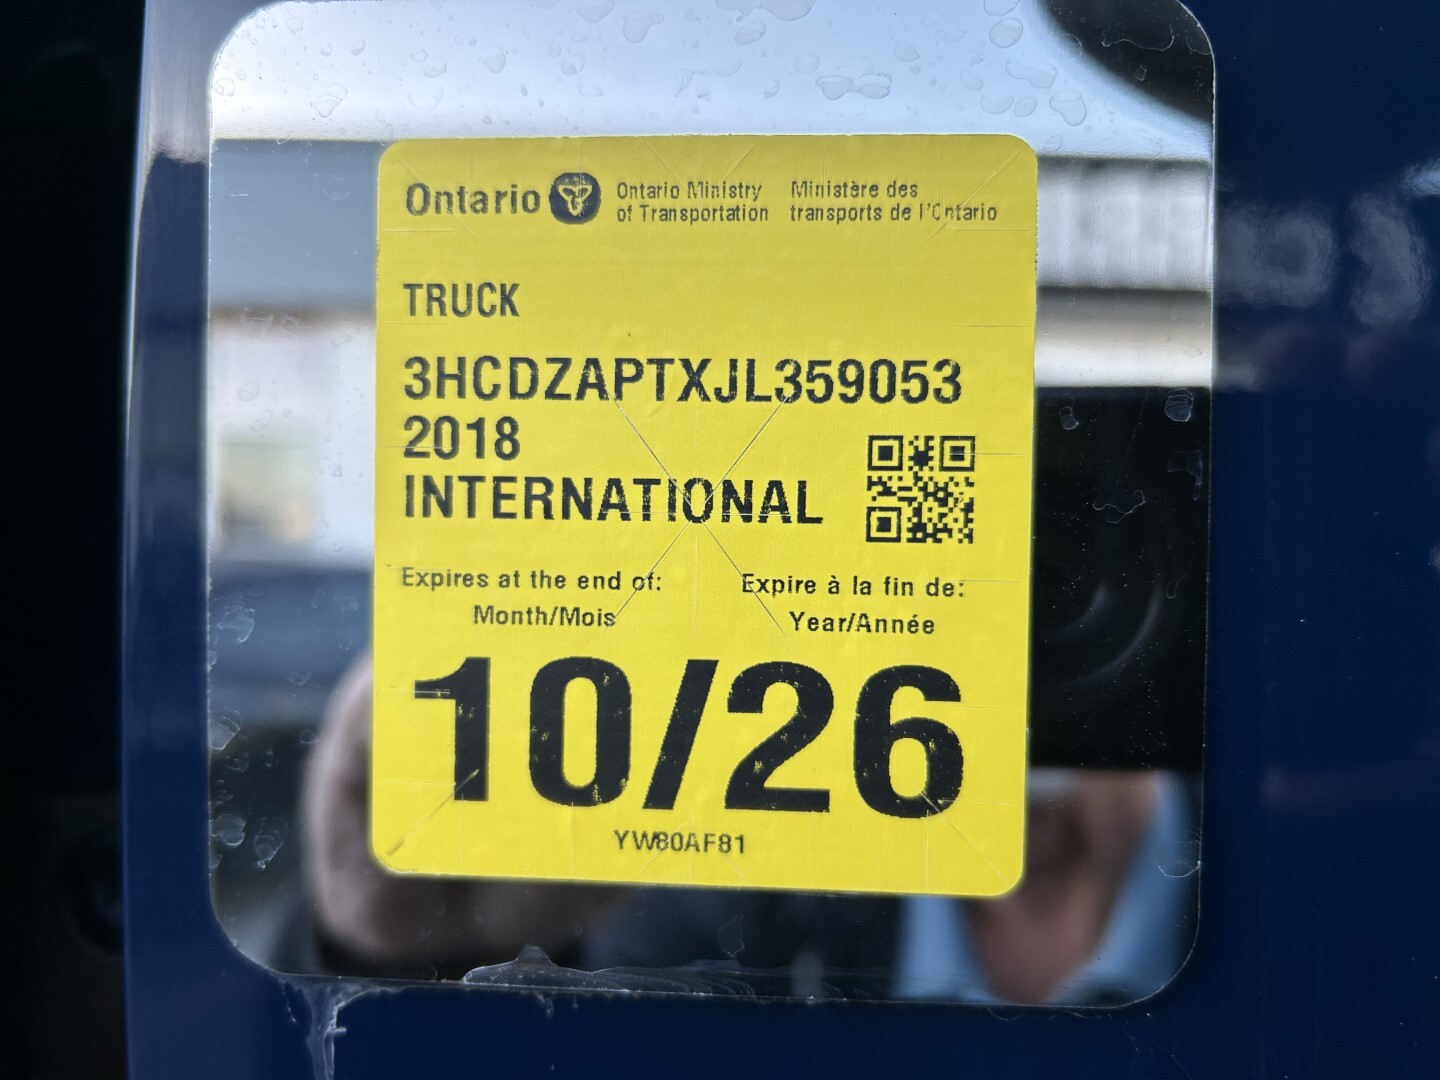 Ontario
Ontario Ministry
of Transportation
Ministère des
transports de l'Ontario
TRUCK
3HCDZAPTXJL359053
2018
INTERNATIONAL
Expires at the end of:
Month/Mois
Expire à la fin de:
Year/Année
10/26
YW80AF81